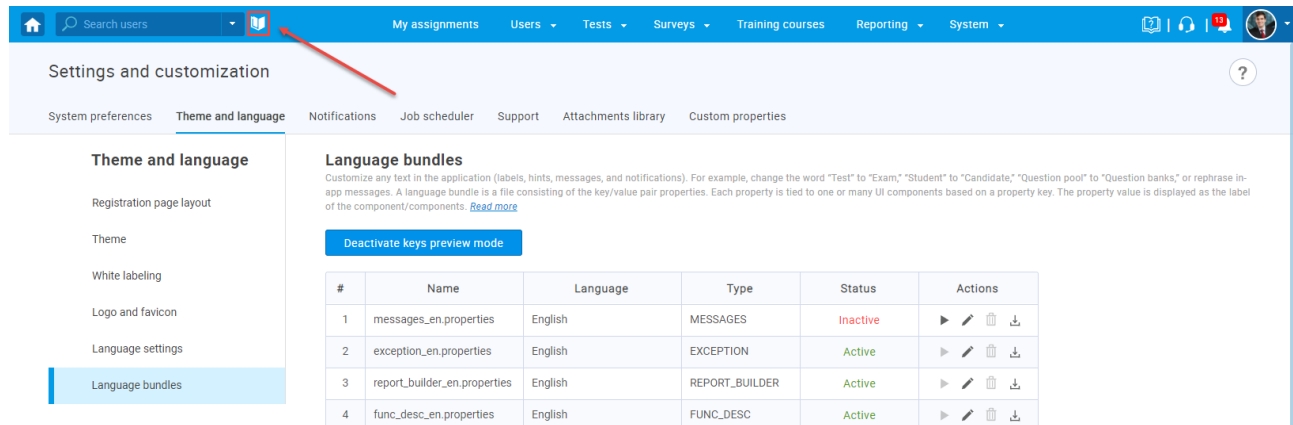 Search users
My assignments Users Tests Surveys Training courses Reporting System
13
Settings and customization
?
System preferences Theme and language Notifications Job scheduler Support Attachments library Custom properties
Theme and language
Registration page layout
Theme
White labeling
Logo and favicon
Language settings
Language bundles
Language bundles
Customize any text in the application (labels, hints, messages, and notifications). For example, change the word "Test" to "Exam," "Student" to "Candidate," "Question pool" to "Question banks," or rephrase in-
app messages. A language bundle is a file consisting of the key/value pair properties. Each property is tied to one or many UI components based on a property key. The property value is displayed as the label
of the component/components. Read more
Deactivate keys preview mode
# Name Language Type Status Actions
1 messages_en.properties English MESSAGES Inactive
2 exception_en.properties English EXCEPTION Active
3 report_builder_en.properties English REPORT_BUILDER Active
4 func_desc_en.properties English FUNC_DESC Active